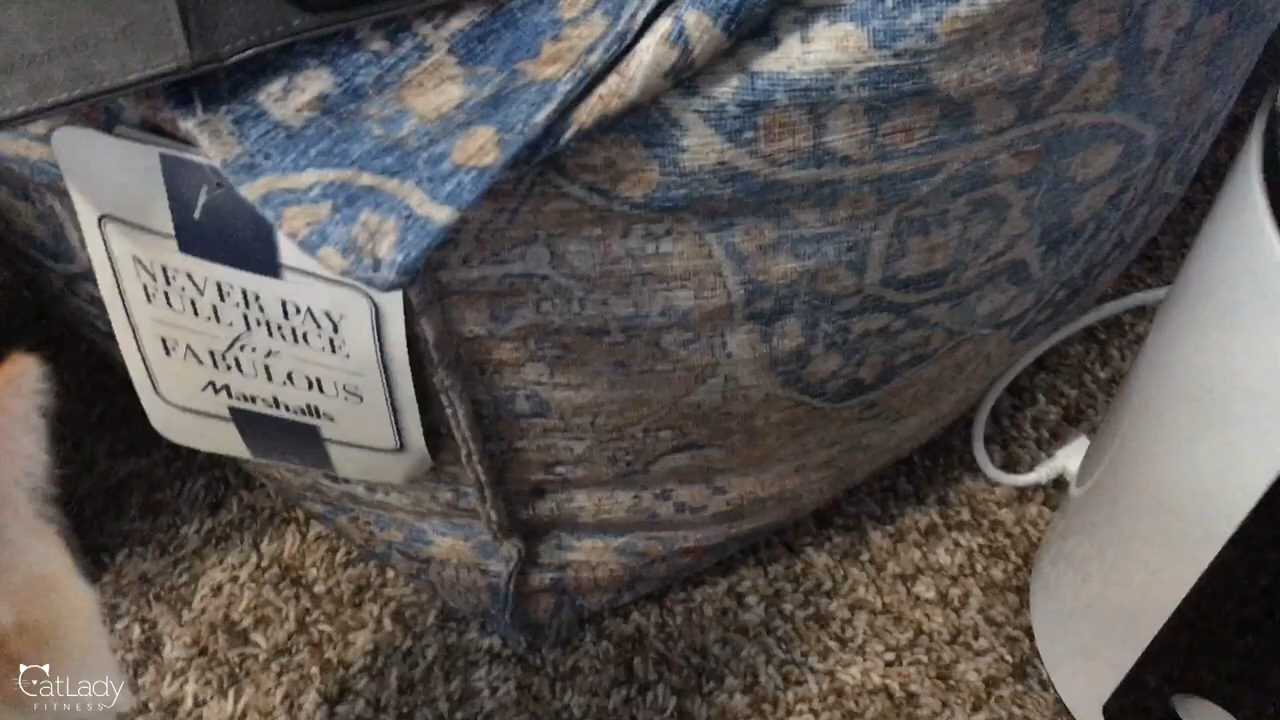 NEVER PAY
FULL PRICE
for
FABULOUS
Marshalls
CatLady
FITNESS